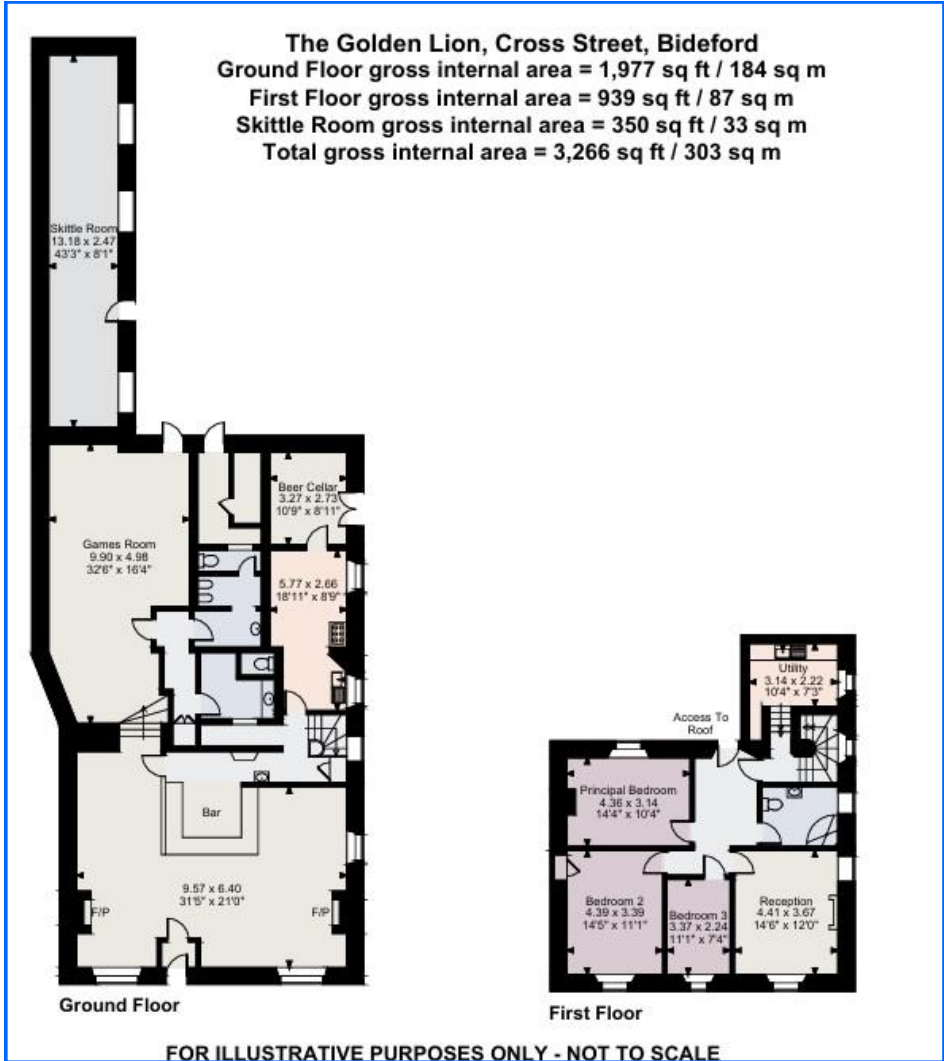 The Golden Lion, Cross Street, Bideford
Ground Floor gross internal area = 1,977 sq ft / 184 sq m
First Floor gross internal area = 939 sq ft / 87 sq m
Skittle Room gross internal area = 350 sq ft / 33 sq m
Total gross internal area = 3,266 sq ft / 303 sq m
Skittle Room
13.18 x 2.47
43'3" x 8'1"
Beer Cellar
3.27 x 2.73
10'9" x 8'11"
Games Room
9.90 x 4.98
32'6" x 16'4"
5.77 x 2.66
18'11" x 8'9"
Bar
9.57 x 6.40
31'5" x 21'0"
F/P
F/P
Ground Floor
Utility
3.14 x 2.22
10'4" x 7'3"
Access To
Roof
Principal Bedroom
4.36 x 3.14
14'4" x 10'4"
Bedroom 2
4.39 x 3.39
14'5" x 11'1"
Bedroom 3
3.37 x 2.24
11'1" x 7'4"
Reception
4.41 x 3.67
14'6" x 12'0"
First Floor
FOR ILLUSTRATIVE PURPOSES ONLY - NOT TO SCALE